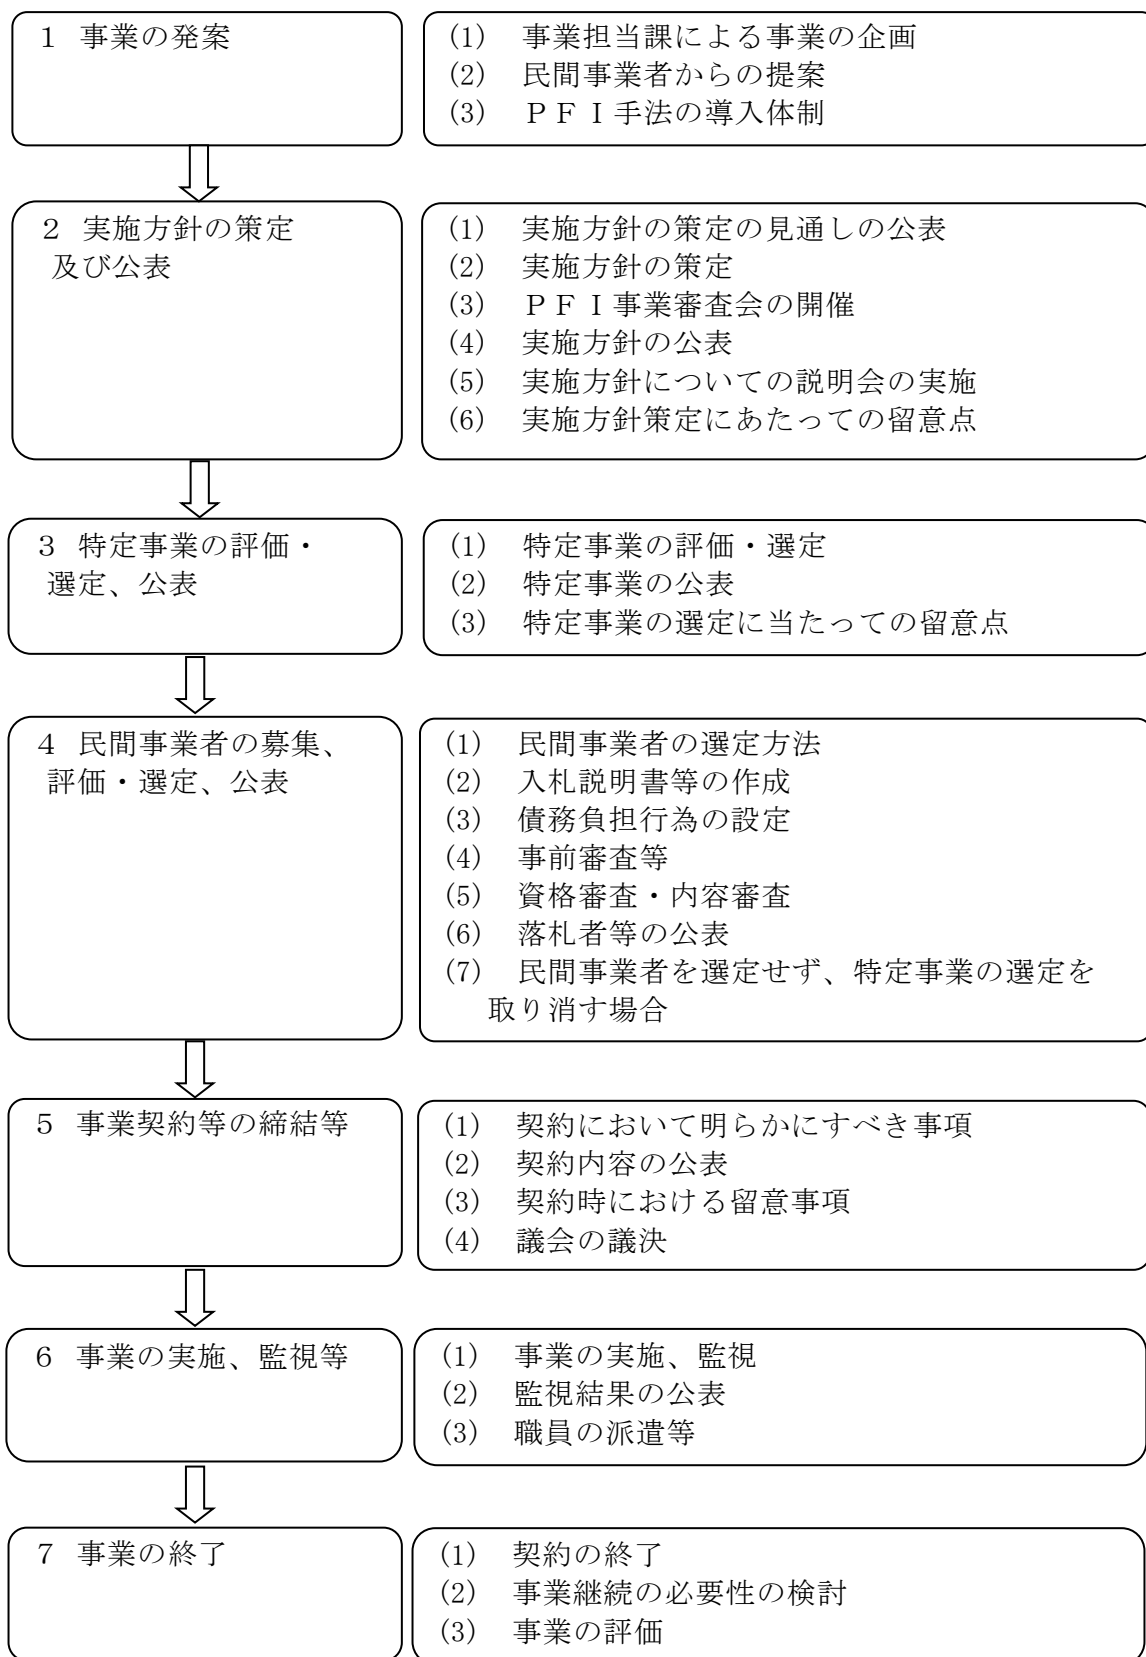 １ 事業の発案
(1) 事業担当課による事業の企画
(2) 民間事業者からの提案
(3) ＰＦＩ手法の導入体制
２ 実施方針の策定
及び公表
(1) 実施方針の策定の見通しの公表
(2) 実施方針の策定
(3) ＰＦＩ事業審査会の開催
(4) 実施方針の公表
(5) 実施方針についての説明会の実施
(6) 実施方針策定にあたっての留意点
３ 特定事業の評価・
選定、公表
(1) 特定事業の評価・選定
(2) 特定事業の公表
(3) 特定事業の選定に当たっての留意点
４ 民間事業者の募集、
評価・選定、公表
(1) 民間事業者の選定方法
(2) 入札説明書等の作成
(3) 債務負担行為の設定
(4) 事前審査等
(5) 資格審査・内容審査
(6) 落札者等の公表
(7) 民間事業者を選定せず、特定事業の選定を
取り消す場合
５ 事業契約等の締結等
(1) 契約において明らかにすべき事項
(2) 契約内容の公表
(3) 契約時における留意事項
(4) 議会の議決
６ 事業の実施、監視等
(1) 事業の実施、監視
(2) 監視結果の公表
(3) 職員の派遣等
７ 事業の終了
(1) 契約の終了
(2) 事業継続の必要性の検討
(3) 事業の評価